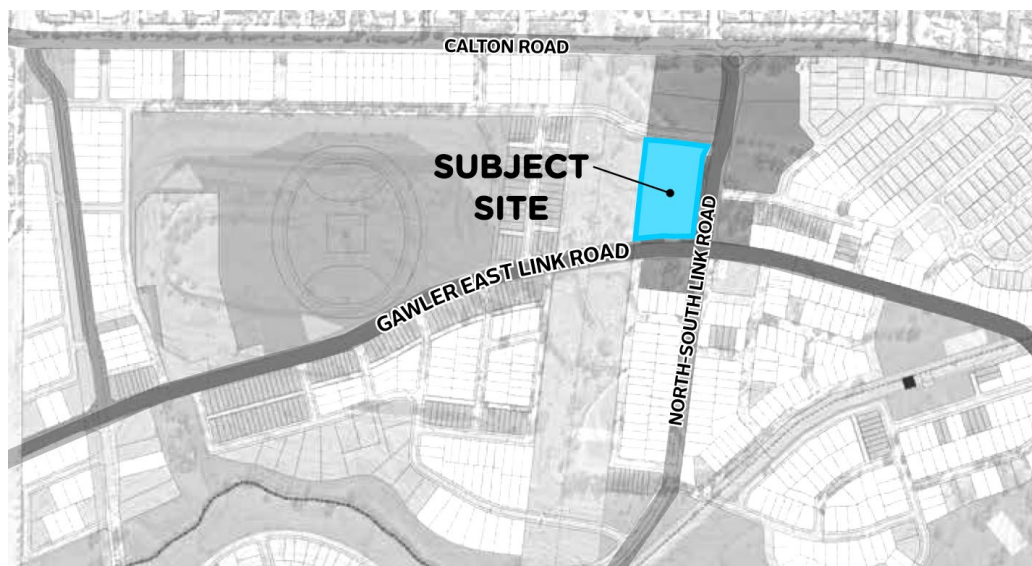 CALTON ROAD
SUBJECT
SITE
GAWLER EAST LINK ROAD
NORTH-SOUTH LINK ROAD